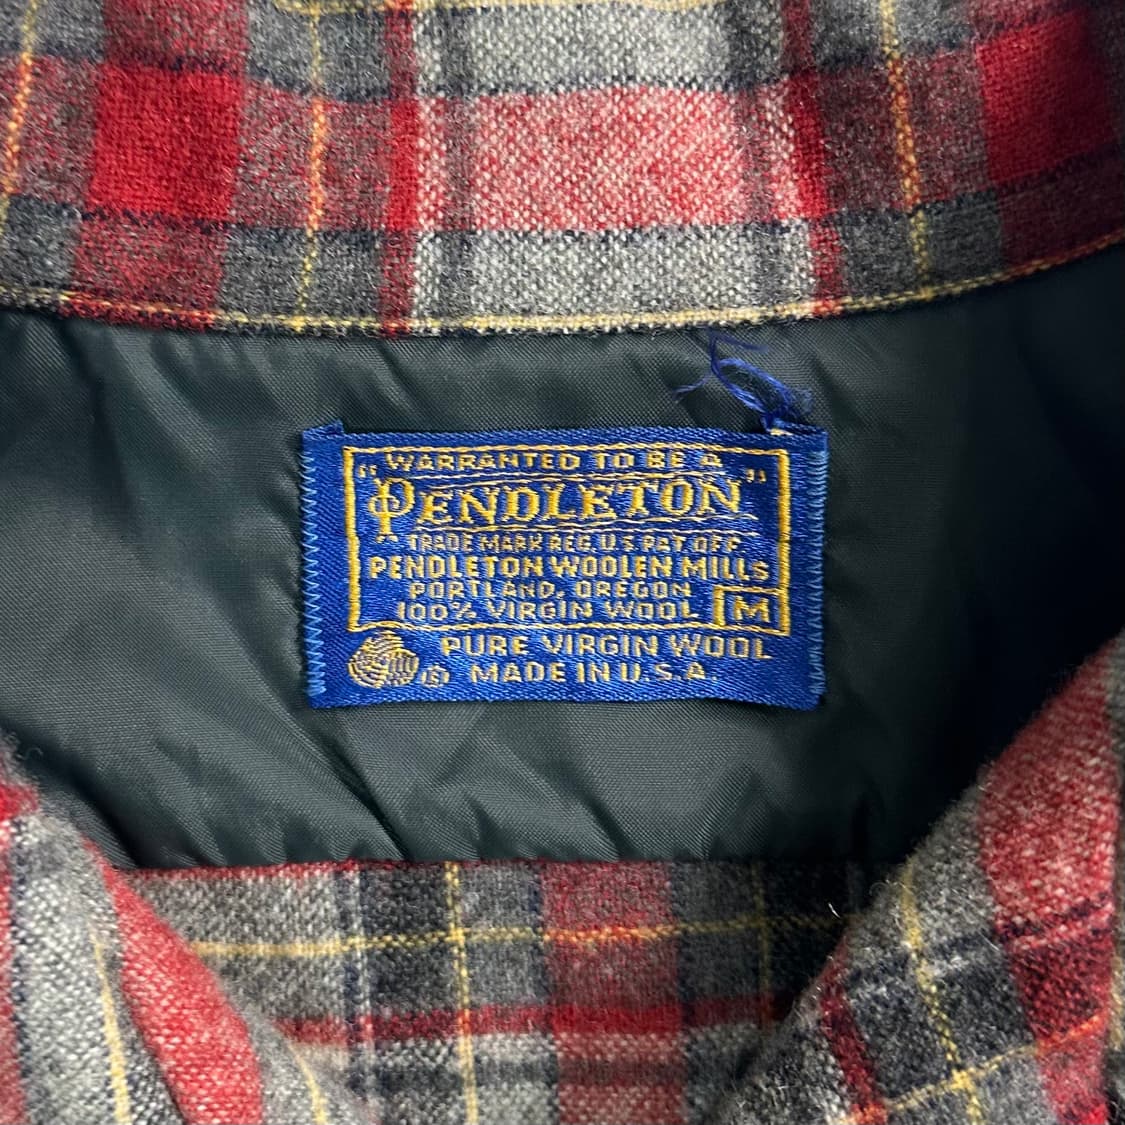 "WARRANTED TO BE A
PENDLETON"
TRADE MARK REG. U.S. PAT. OFF.
PENDLETON WOOLEN MILLS
PORTLAND, OREGON
100% VIRGIN WOOL M
PURE VIRGIN WOOL
® MADE IN U.S.A.